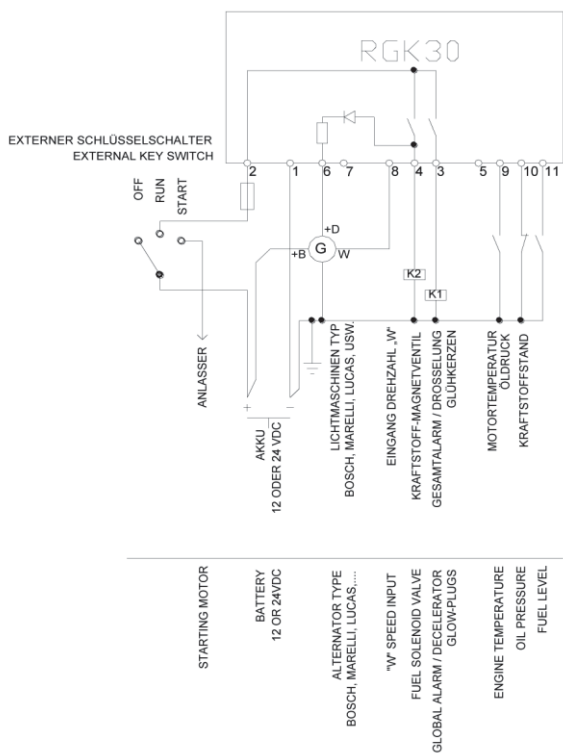 RGK30
EXTERNER SCHLÜSSELSCHALTER
EXTERNAL KEY SWITCH
2 1 6 7 8 4 3 5 9 10 11
OFF
RUN
START
+D
+B G W
K2
K1
+ -
ANLASSER
AKKU
12 ODER 24 VDC
LICHTMASCHINEN TYP
BOSCH, MARELLI, LUCAS, USW.
EINGANG DREHZAHL „W"
KRAFTSTOFF-MAGNETVENTIL
GESAMTALARM / DROSSELUNG
GLÜHKERZEN
MOTORTEMPERATUR
ÖLDRUCK
KRAFTSTOFFSTAND
STARTING MOTOR
BATTERY
12 OR 24VDC
ALTERNATOR TYPE
BOSCH, MARELLI, LUCAS,....
"W" SPEED INPUT
FUEL SOLENOID VALVE
GLOBAL ALARM / DECELERATOR
GLOW-PLUGS
ENGINE TEMPERATURE
OIL PRESSURE
FUEL LEVEL